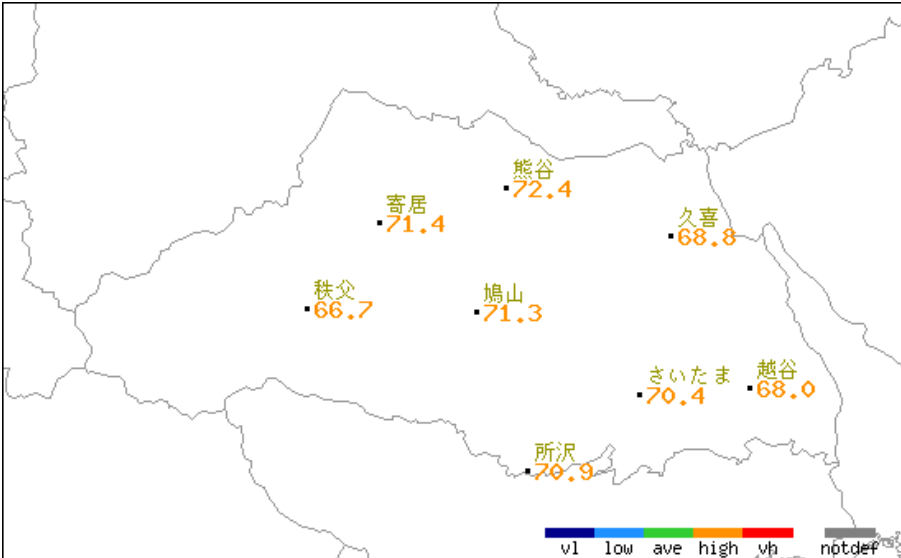 熊谷
72.4
寄居
71.4
久喜
68.8
秩父
66.7
鳩山
71.3
さいたま
70.4
越谷
68.0
所沢
70.9
vl low ave high vh notdef